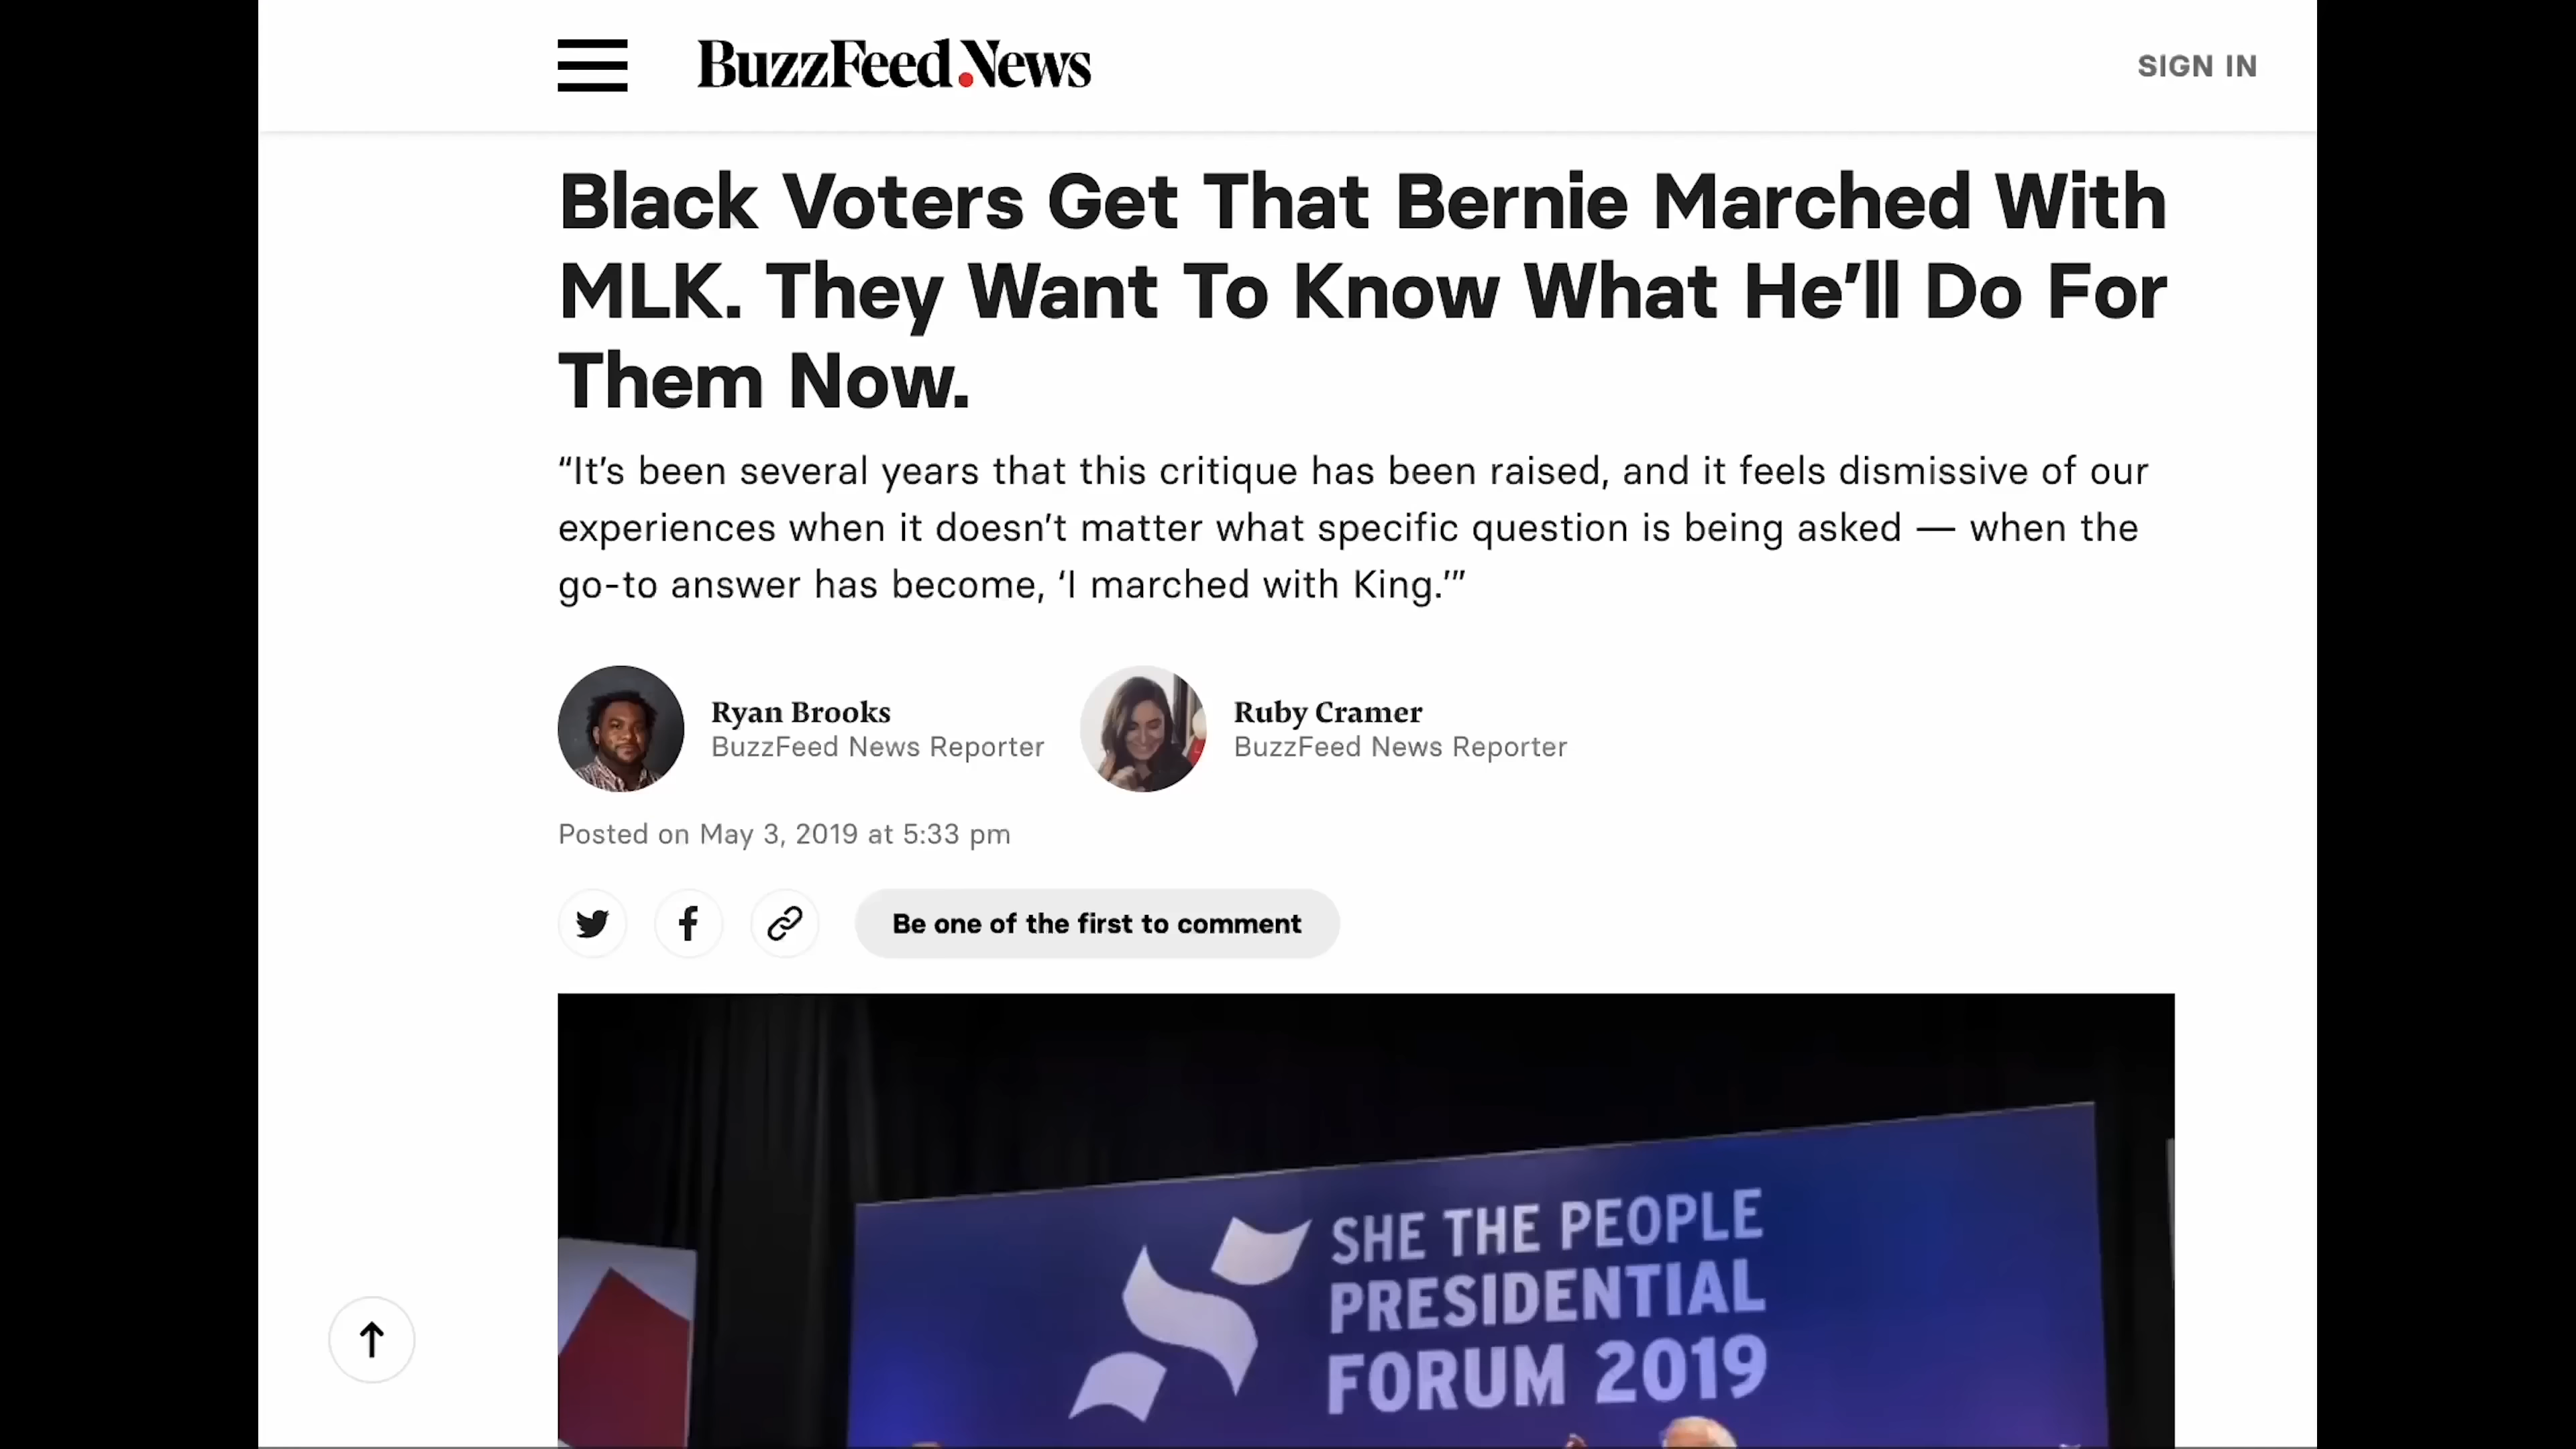 BuzzFeed News
SIGN IN
Black Voters Get That Bernie Marched With
MLK. They Want To Know What He’ll Do For
Them Now.
“It’s been several years that this critique has been raised, and it feels dismissive of our
experiences when it doesn’t matter what specific question is being asked — when the
go-to answer has become, ‘I marched with King.’”
Ryan Brooks
BuzzFeed News Reporter
Ruby Cramer
BuzzFeed News Reporter
Posted on May 3, 2019 at 5:33 pm
Be one of the first to comment
SHE THE PEOPLE
PRESIDENTIAL
FORUM 2019